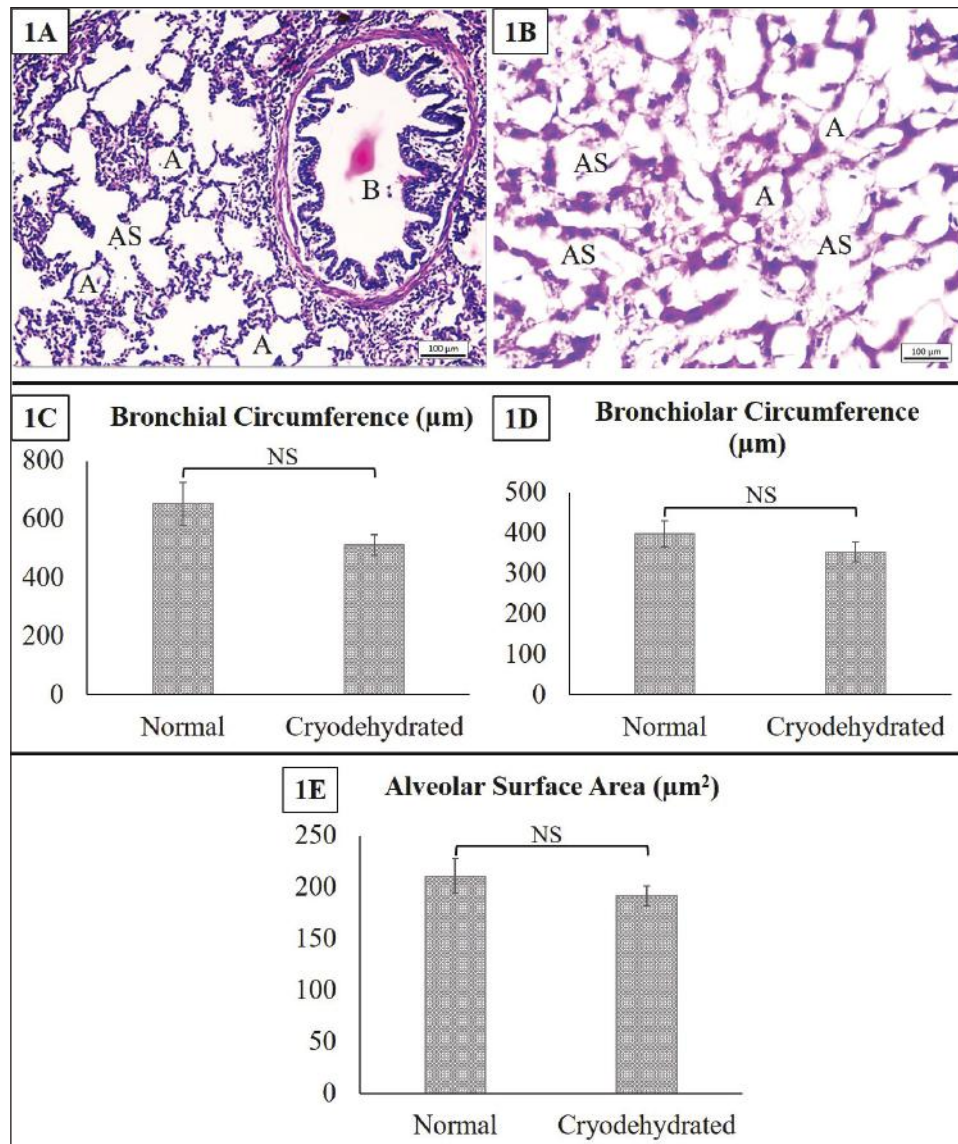 1A
A
AS
B
A
A
100 µm
1B
A
AS
A
AS
AS
100 µm
1C Bronchial Circumference (µm)
800
600
400
200
0
NS
Normal Cryodehydrated
1D Bronchiolar Circumference
(µm)
500
400
300
200
100
0
NS
Normal Cryodehydrated
1E Alveolar Surface Area (µm²)
250
200
150
100
50
0
NS
Normal Cryodehydrated